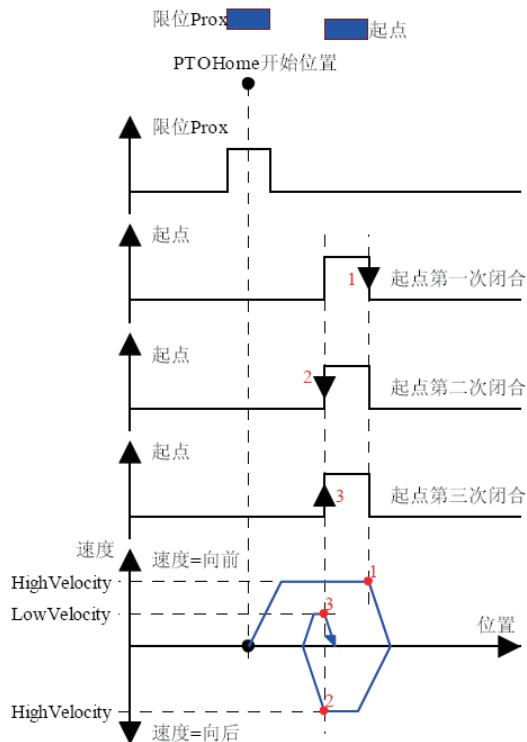 限位Prox
起点
PTOHome开始位置
限位Prox
起点
1
起点第一次闭合
起点
2
起点第二次闭合
起点
3
起点第三次闭合
速度
速度=向前
HighVelocity
1
LowVelocity
3
位置
HighVelocity
2
速度=向后